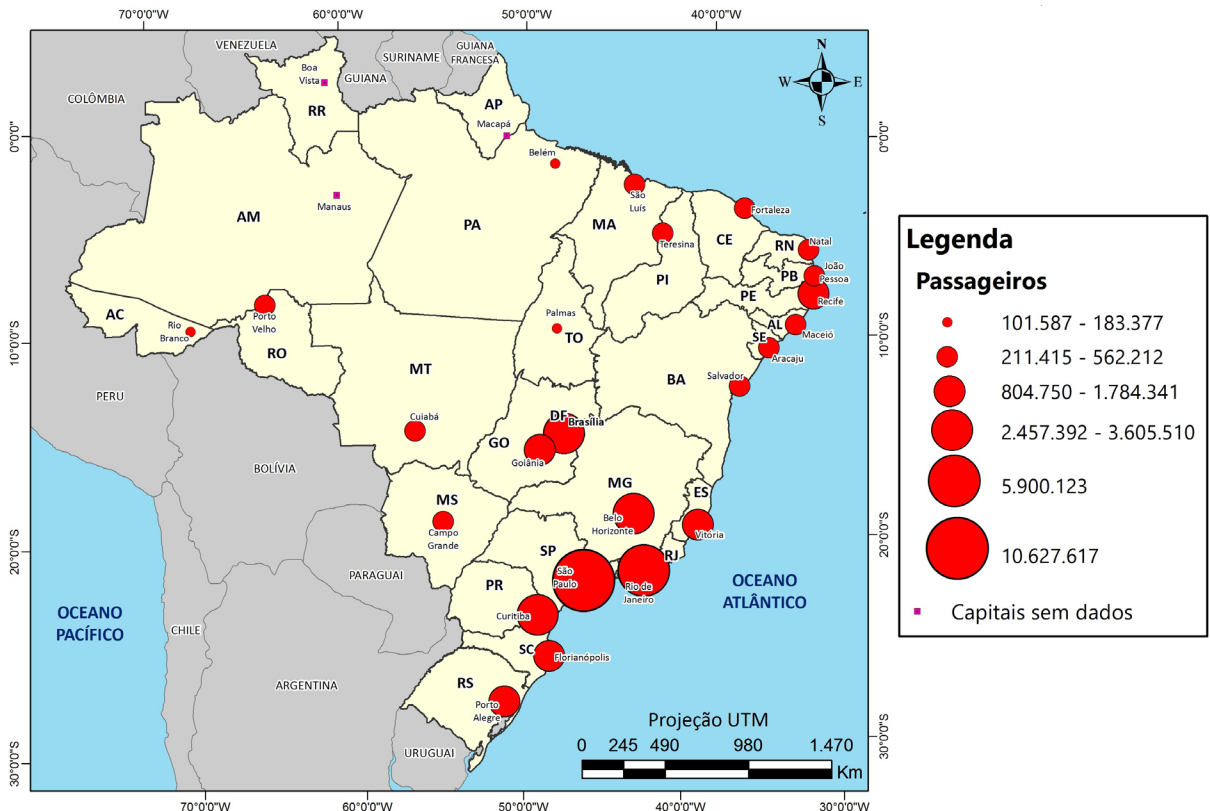 70°0'0"W
60°0'0"W
50°0'0"W
40°0'0"W
N
W
E
S
VENEZUELA
SURINAME
GUIANA
FRANCESA
GUIANA
COLÔMBIA
Boa
Vista
RR
AP
Macapá
0°0'0"
0°0'0"
Belém
Manaus
AM
PA
São
Luís
MA
Fortaleza
Teresina
CE
RN
Natal
PI
PB
João
Pessoa
PE
Recife
AC
Rio
Branco
Porto
Velho
RO
Palmas
TO
AL
Maceió
SE
Aracaju
10°0'0"S
10°0'0"S
MT
BA
Salvador
PERU
Cuiabá
DF
Brasília
GO
Goiânia
BOLÍVIA
MG
ES
MS
Belo
Horizonte
Vitória
Campo
Grande
SP
RJ
20°0'0"S
20°0'0"S
São
Paulo
Rio de
Janeiro
PARAGUAI
PR
Curitiba
OCEANO
ATLÂNTICO
OCEANO
PACÍFICO
CHILE
SC
Florianópolis
ARGENTINA
RS
Porto
Alegre
URUGUAI
30°0'0"S
30°0'0"S
Projeção UTM
0 245 490 980 1.470
Km
70°0'0"W
60°0'0"W
50°0'0"W
40°0'0"W
30°0'0"W
Legenda
Passageiros
101.587 - 183.377
211.415 - 562.212
804.750 - 1.784.341
2.457.392 - 3.605.510
5.900.123
10.627.617
Capitais sem dados